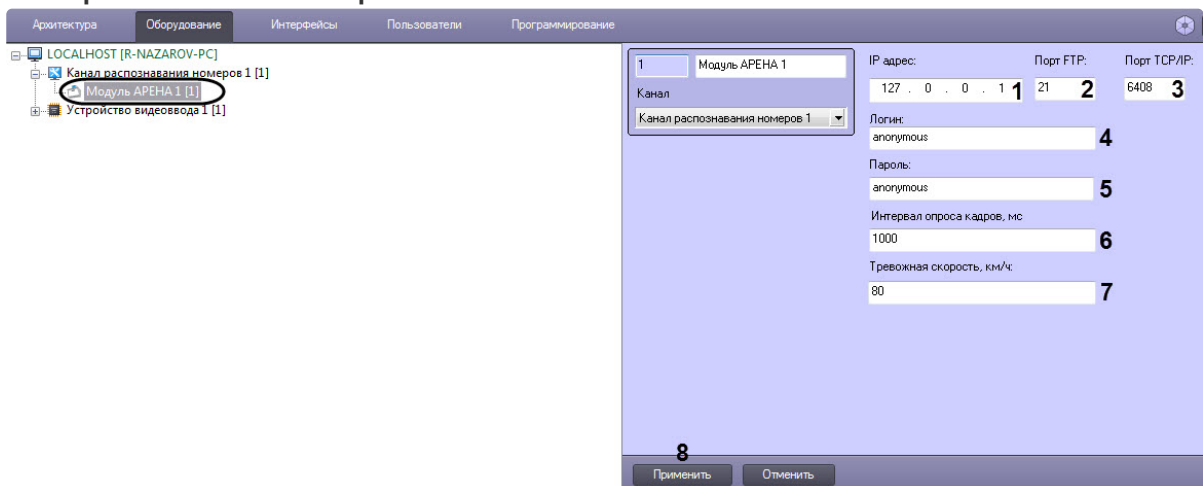 Архитектура Оборудование Интерфейсы Пользователи Программирование
LOCALHOST [R-NAZAROV-PC]
Канал распознавания номеров 1 [1]
Модуль АРЕНА 1 [1]
Устройство видеоввода 1 [1]
1 Модуль АРЕНА 1
Канал
Канал распознавания номеров 1
IP адрес: Порт FTP: Порт TCP/IP:
127 . 0 . 0 . 1 1 21 2 6408 3
Логин:
anonymous 4
Пароль:
anonymous 5
Интервал опроса кадров, мс
1000 6
Тревожная скорость, км/ч:
80 7
8
Применить Отменить